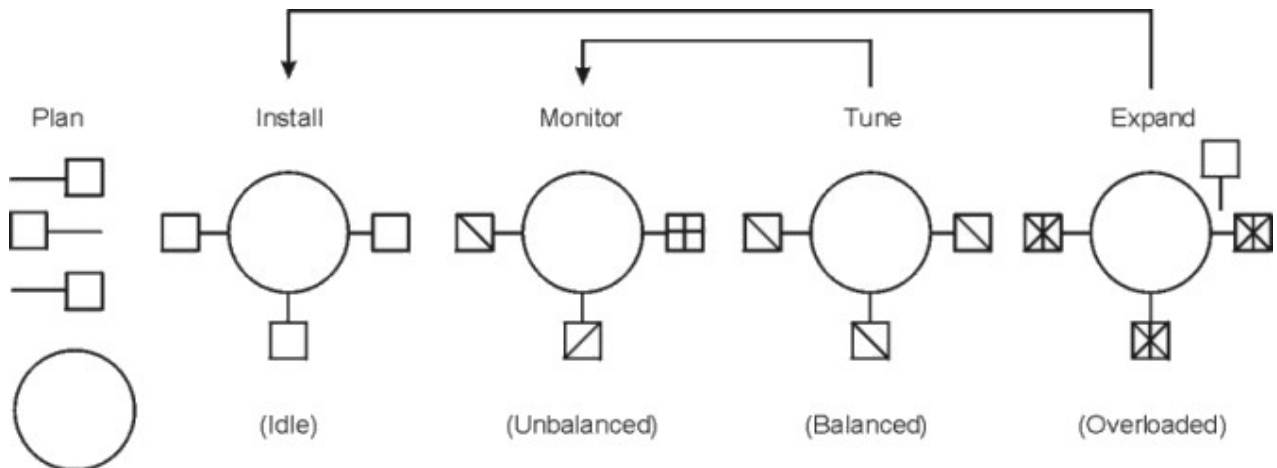 Plan
Install
Monitor
Tune
Expand
(Idle)
(Unbalanced)
(Balanced)
(Overloaded)